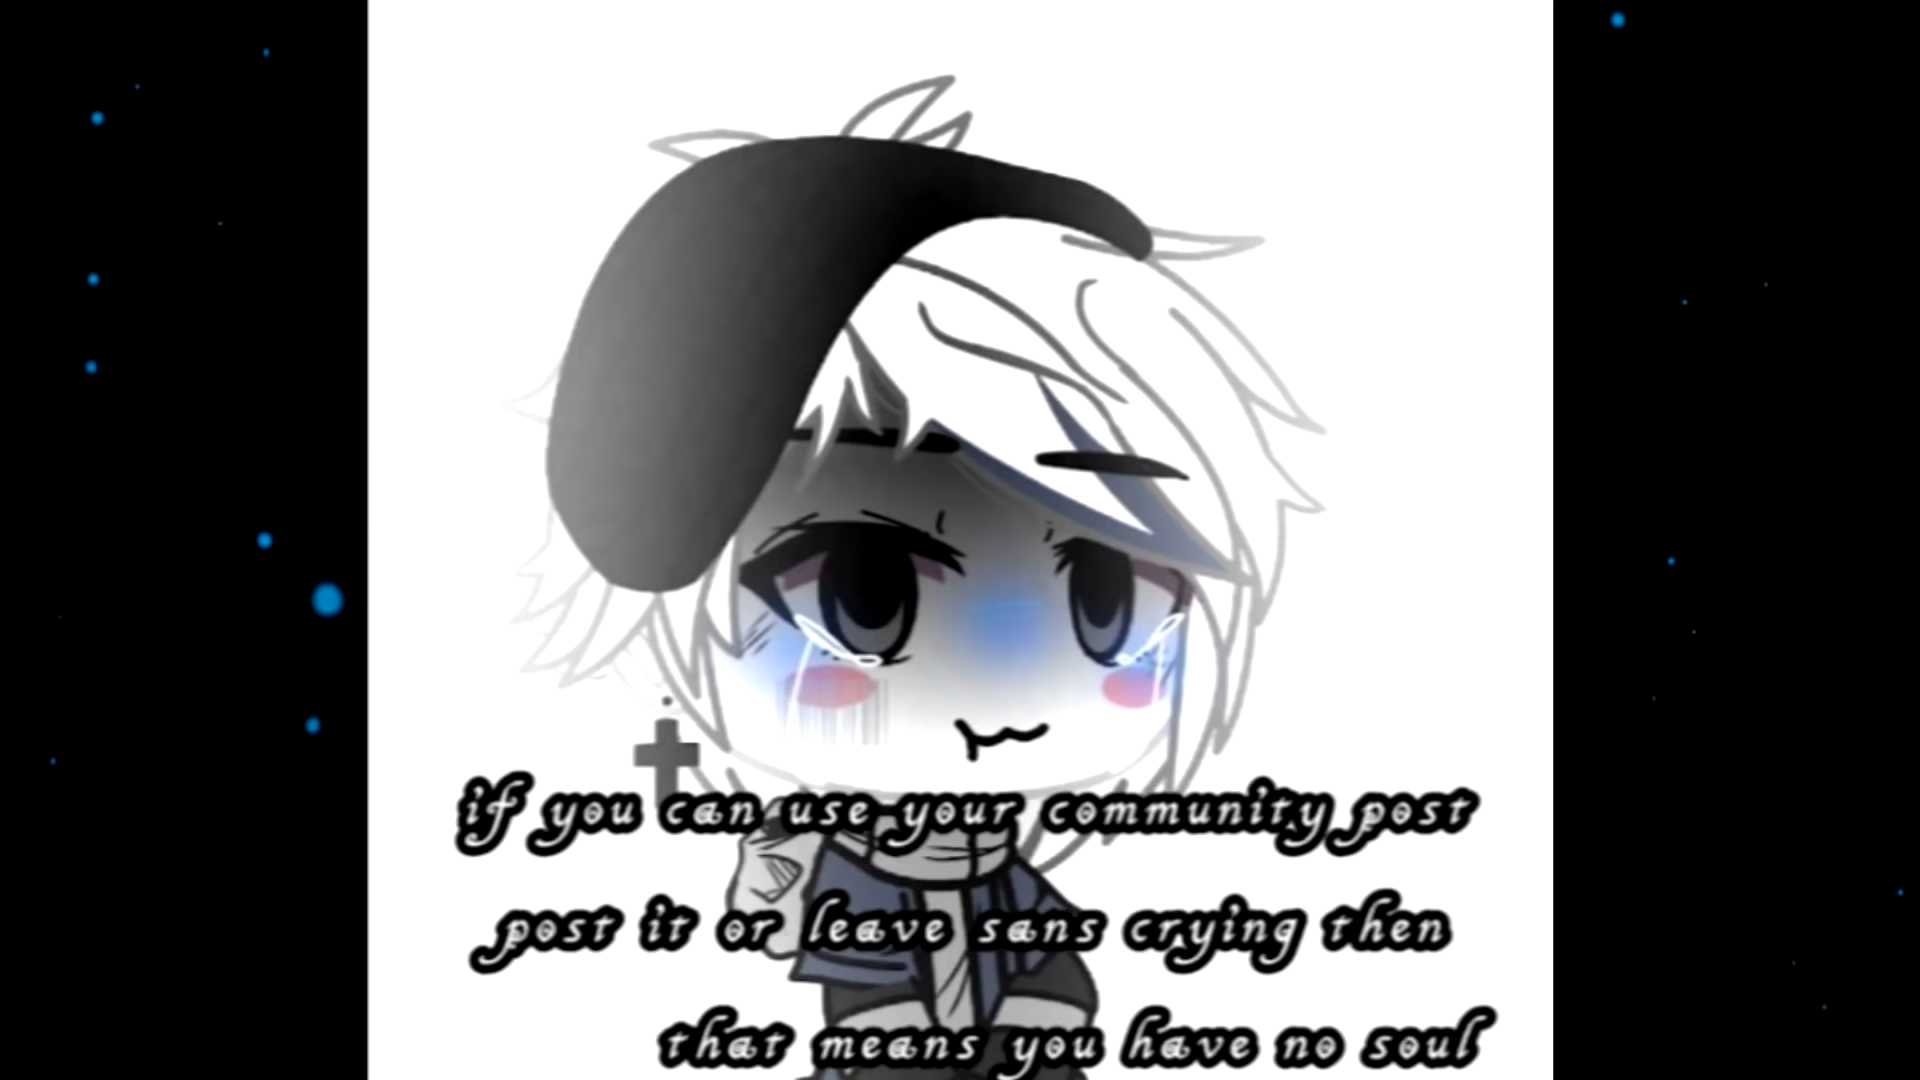 if you can use your community post
post it or leave sans crying then
that means you have no soul